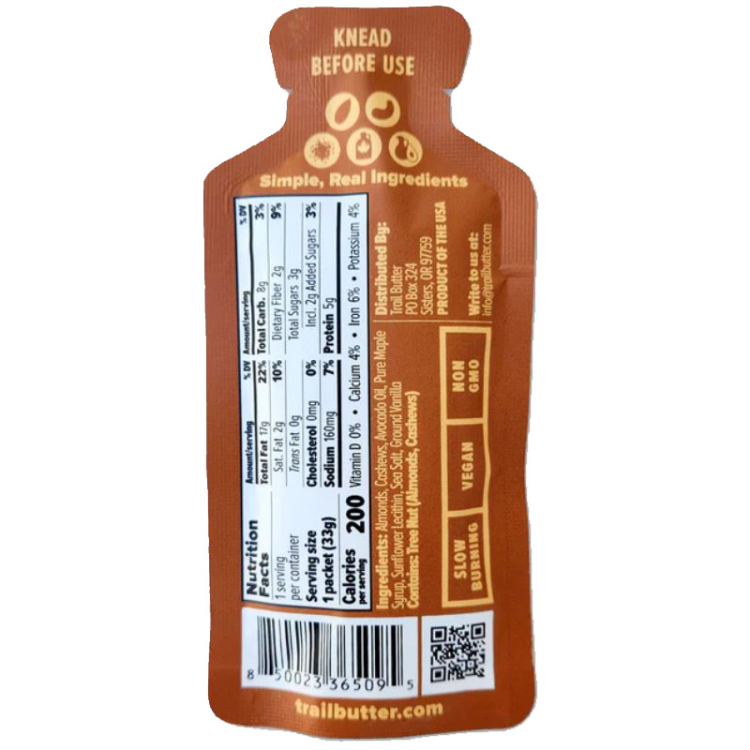 KNEAD
BEFORE USE
Simple, Real Ingredients
Nutrition
Facts
1 serving
per container
Serving size
1 packet (33g)
Calories 200
per serving
Amount/serving % DV
Total Fat 17g 22%
Sat. Fat 2g 10%
Trans Fat 0g
Cholesterol 0mg 0%
Sodium 160mg 7%
Amount/serving % DV
Total Carb. 8g 3%
Dietary Fiber 2g 9%
Total Sugars 3g
Incl. 2g Added Sugars 3%
Protein 5g
Vitamin D 0% • Calcium 4% • Iron 6% • Potassium 4%
Ingredients: Almonds, Cashews, Avocado Oil, Pure Maple
Syrup, Sunflower Lecithin, Sea Salt, Ground Vanilla
Contains: Tree Nut (Almonds, Cashews)
Distributed By:
Trail Butter
PO Box 324
Sisters, OR 97759
PRODUCT OF THE USA
Write to us at:
info@trailbutter.com
SLOW
BURNING
VEGAN
NON
GMO
8 50023 36509 5
trailbutter.com